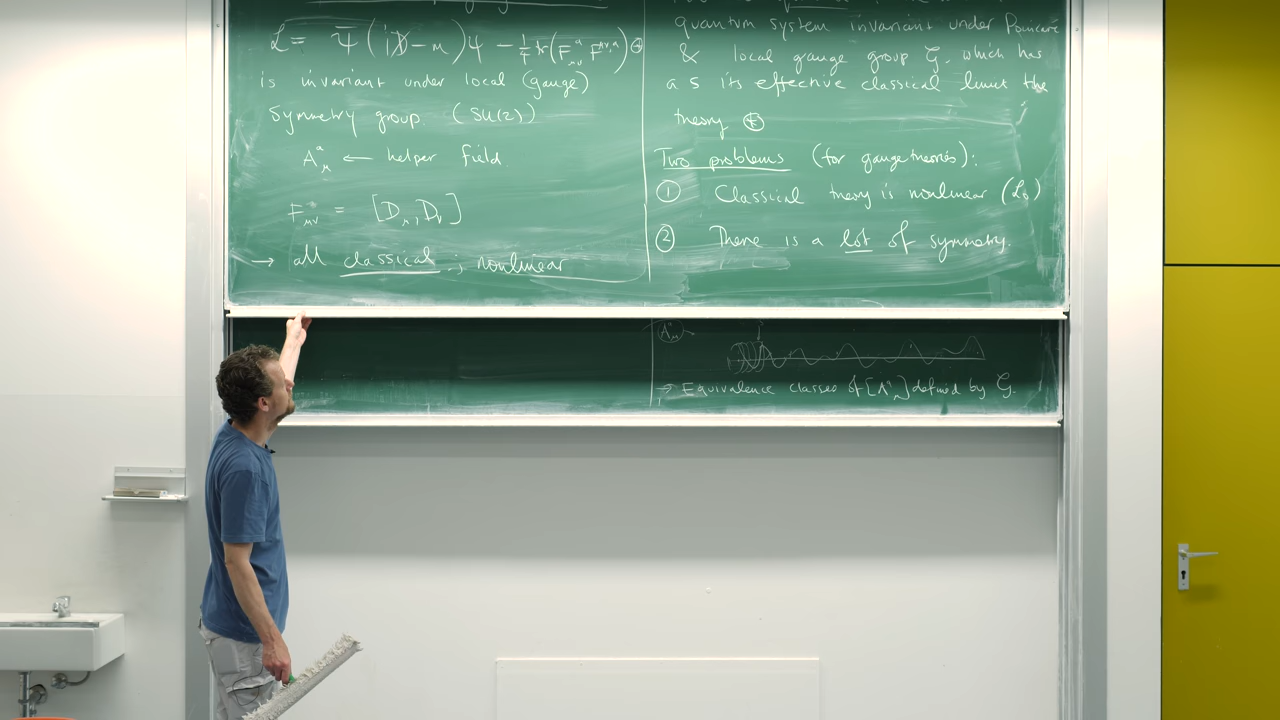 ℒ = Ψ̄(iD̸ - m)ψ - ¼ tr(F^a_μν F^μν,a) ⊛
is invariant under local (gauge)
symmetry group (SU(2))
A^a_μ ← helper field
F_μν = [D_μ, D_ν]
→ all classical ; nonlinear
quantum system invariant under Poincaré
& local gauge group G, which has
as its effective classical limit the
theory ⊛
Two problems (for gauge theories):
① Classical theory is nonlinear (ℒ₀)
② There is a lot of symmetry.
A^a_μ
→ Equivalence classes of [A^a_μ] defined by G.